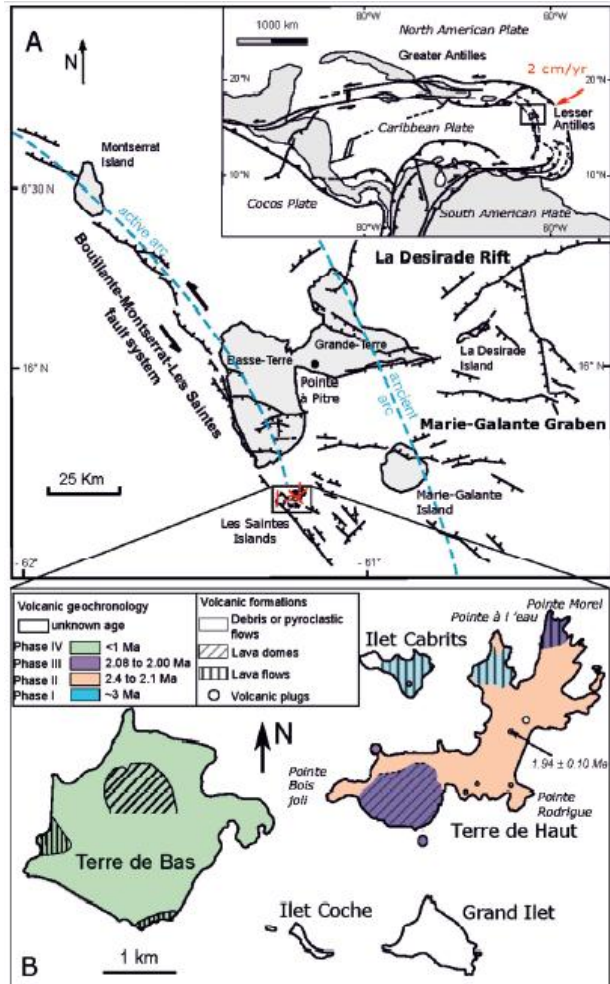 A
N
1000 km
80°W
60°W
North American Plate
Greater Antilles
2 cm/yr
20°N
20°N
Lesser
Antilles
Caribbean Plate
10°N
10°N
Cocos Plate
South American Plate
80°W
60°W
Montserrat
Island
6°30 N
active arc
Bouillante-Montserrat-Les Saintes
fault system
La Desirade Rift
Basse-Terre
Grande-Terre
La Desirade
Island
16° N
16° N
Pointe
à Pitre
ancient
arc
Marie-Galante Graben
25 Km
Marie-Galante
Island
Les Saintes
Islands
- 62°
-61°
Volcanic geochronology
unknown age
Phase IV
<1 Ma
Phase III
2.08 to 2.00 Ma
Phase II
2.4 to 2.1 Ma
Phase I
~3 Ma
Volcanic formations
Debris or pyroclastic
flows
Lava domes
Lava flows
Volcanic plugs
Pointe Morel
Pointe à l 'eau
Ilet Cabrits
N
1.94 ± 0.10 Ma
Pointe
Bois
joli
Pointe
Rodrigue
Terre de Haut
Terre de Bas
Ilet Coche
Grand Ilet
1 km
B